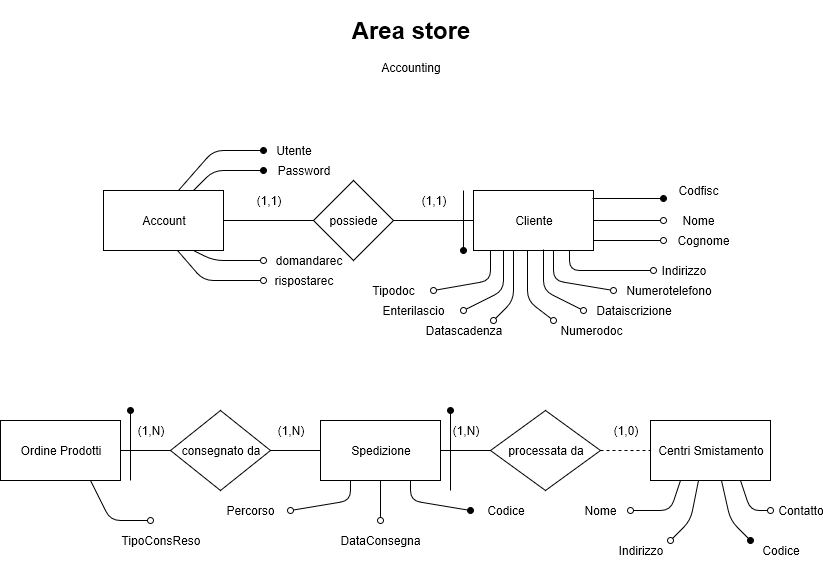 Area store
Accounting
Utente
Password
Account
(1,1)
possiede
(1,1)
Cliente
Codfisc
Nome
Cognome
domandarec
rispostarec
Tipodoc
Enterilascio
Datascadenza
Numerodoc
Dataiscrizione
Numerotelefono
Indirizzo
Ordine Prodotti
(1,N)
consegnato da
(1,N)
Spedizione
(1,N)
processata da
(1,0)
Centri Smistamento
TipoConsReso
Percorso
DataConsegna
Codice
Nome
Indirizzo
Codice
Contatto